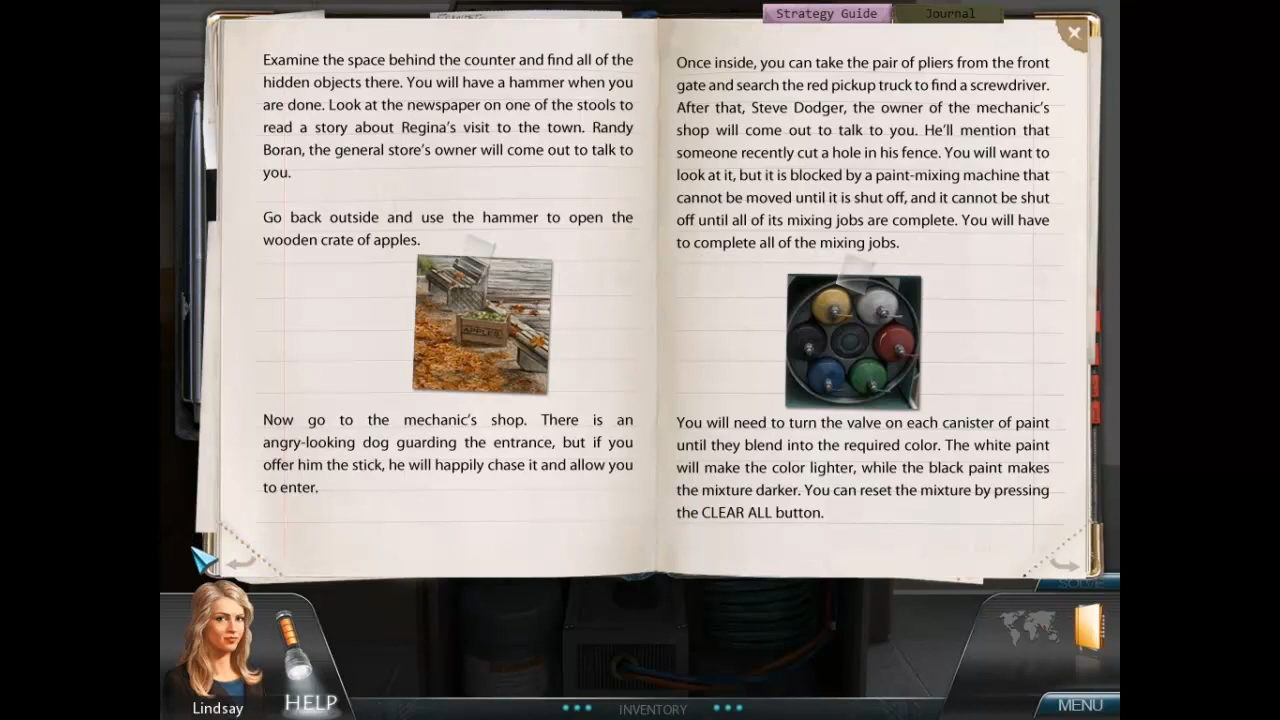 Strategy Guide
Journal
Examine the space behind the counter and find all of the
hidden objects there. You will have a hammer when you
are done. Look at the newspaper on one of the stools to
read a story about Regina's visit to the town. Randy
Boran, the general store's owner will come out to talk to
you.
Go back outside and use the hammer to open the
wooden crate of apples.
APPLES
Now go to the mechanic's shop. There is an
angry-looking dog guarding the entrance, but if you
offer him the stick, he will happily chase it and allow you
to enter.
Once inside, you can take the pair of pliers from the front
gate and search the red pickup truck to find a screwdriver.
After that, Steve Dodger, the owner of the mechanic's
shop will come out to talk to you. He'll mention that
someone recently cut a hole in his fence. You will want to
look at it, but it is blocked by a paint-mixing machine that
cannot be moved until it is shut off, and it cannot be shut
off until all of its mixing jobs are complete. You will have
to complete all of the mixing jobs.
You will need to turn the valve on each canister of paint
until they blend into the required color. The white paint
will make the color lighter, while the black paint makes
the mixture darker. You can reset the mixture by pressing
the CLEAR ALL button.
SOLVE
Lindsay
HELP
INVENTORY
MENU